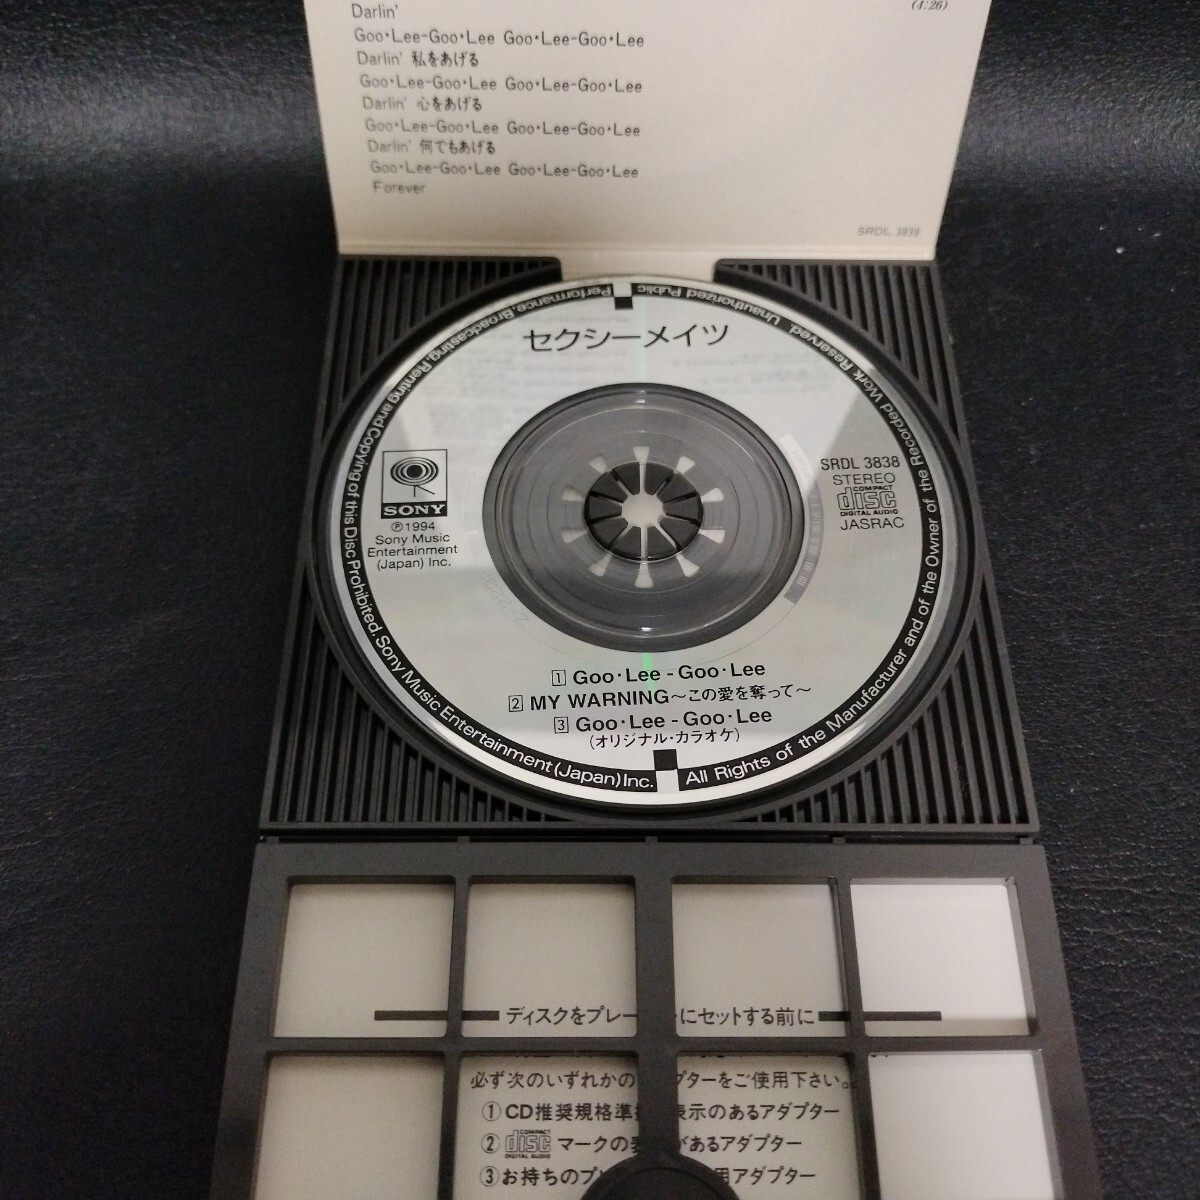 (4:26)
Darlin'
Goo・Lee-Goo・Lee Goo・Lee-Goo・Lee
Darlin' 私をあげる
Goo・Lee-Goo・Lee Goo・Lee-Goo・Lee
Darlin' 心をあげる
Goo・Lee-Goo・Lee Goo・Lee-Goo・Lee
Darlin' 何でもあげる
Goo・Lee-Goo・Lee Goo・Lee-Goo・Lee
Forever
SRDL 3838
セクシーメイツ
SONY
Ⓟ1994
Sony Music
Entertainment
(Japan) Inc.
SRDL 3838
STEREO
COMPACT
disc
DIGITAL AUDIO
JASRAC
1 Goo・Lee-Goo・Lee
2 MY WARNING～この愛を奪って～
3 Goo・Lee-Goo・Lee
(オリジナル・カラオケ)
All Rights of the Manufacturer and of the Owner of the Recorded Work Reserved. Unauthorized Public Performance, Broadcasting, Renting and Copying of this Disc Prohibited. Sony Music Entertainment (Japan) Inc.
ディスクをプレー にセットする前に
必ず次のいずれかの プターをご使用下さい。
①CD推奨規格準 表示のあるアダプター
② COMPACT disc DIGITAL AUDIO マークの があるアダプター
③お持ちのプ 用アダプター